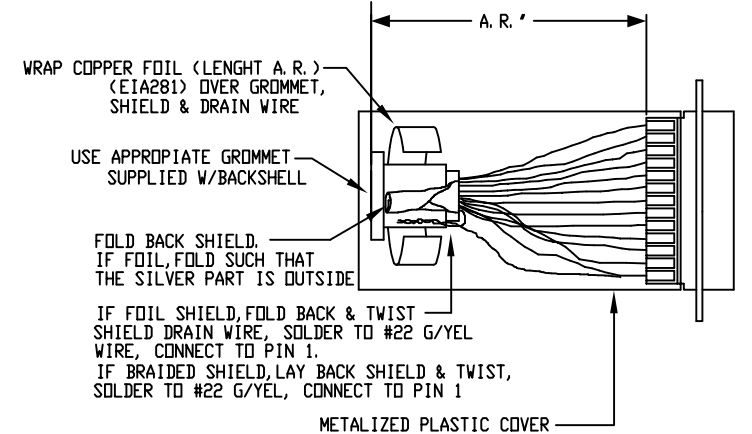 A.R.'
WRAP COPPER FOIL (LENGHT A.R.)
(EIA281) OVER GROMMET,
SHIELD & DRAIN WIRE
USE APPROPIATE GROMMET
SUPPLIED W/BACKSHELL
FOLD BACK SHIELD.
IF FOIL,FOLD SUCH THAT
THE SILVER PART IS OUTSIDE
IF FOIL SHIELD,FOLD BACK & TWIST
SHIELD DRAIN WIRE, SOLDER TO #22 G/YEL
WIRE, CONNECT TO PIN 1.
IF BRAIDED SHIELD,LAY BACK SHIELD & TWIST,
SOLDER TO #22 G/YEL, CONNECT TO PIN 1
METALIZED PLASTIC COVER